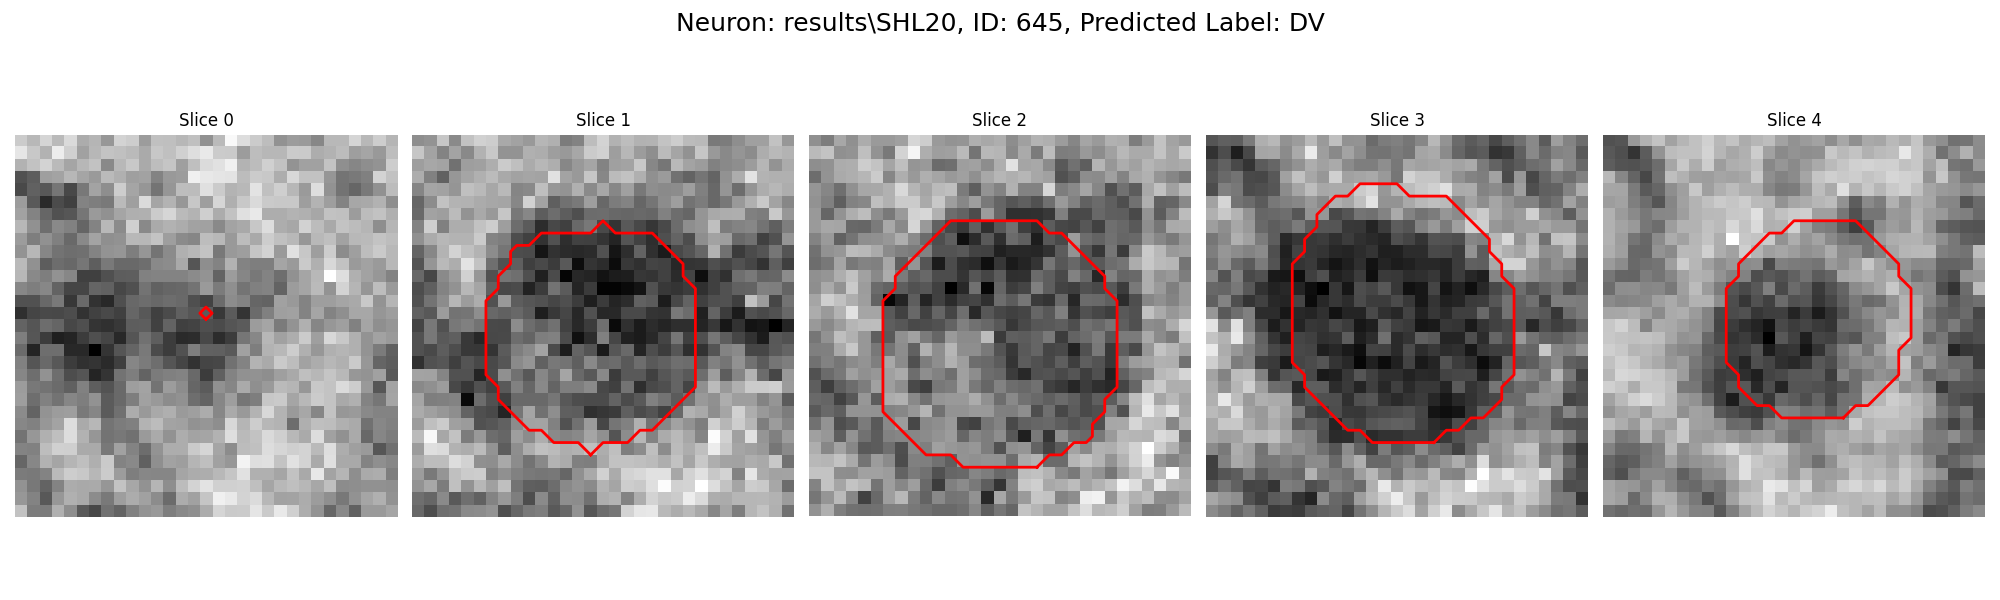 Neuron: results\SHL20, ID: 645, Predicted Label: DV
Slice 0
Slice 1
Slice 2
Slice 3
Slice 4